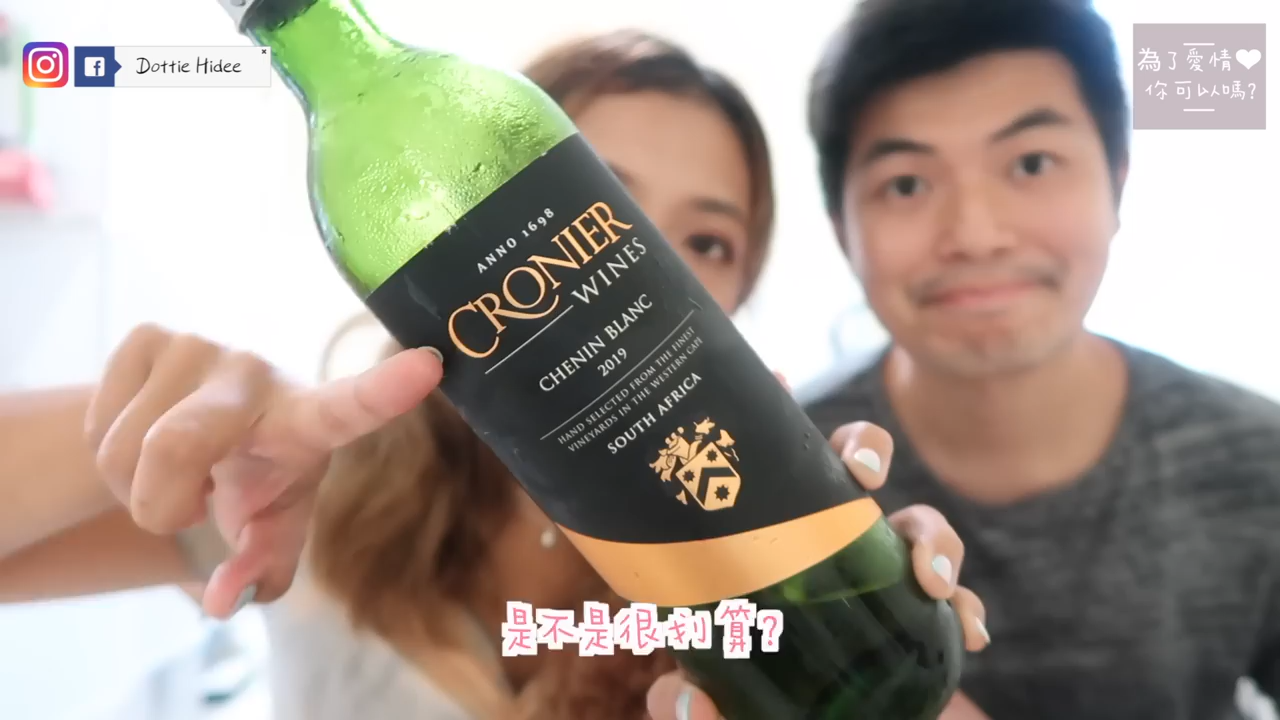 Dottie Hidee
為了愛情
你可以嗎?
ANNO 1698
CRONIER
WINES
CHENIN BLANC
2019
HAND SELECTED FROM THE FINEST
VINEYARDS IN THE WESTERN CAPE
SOUTH AFRICA
是不是很划算?